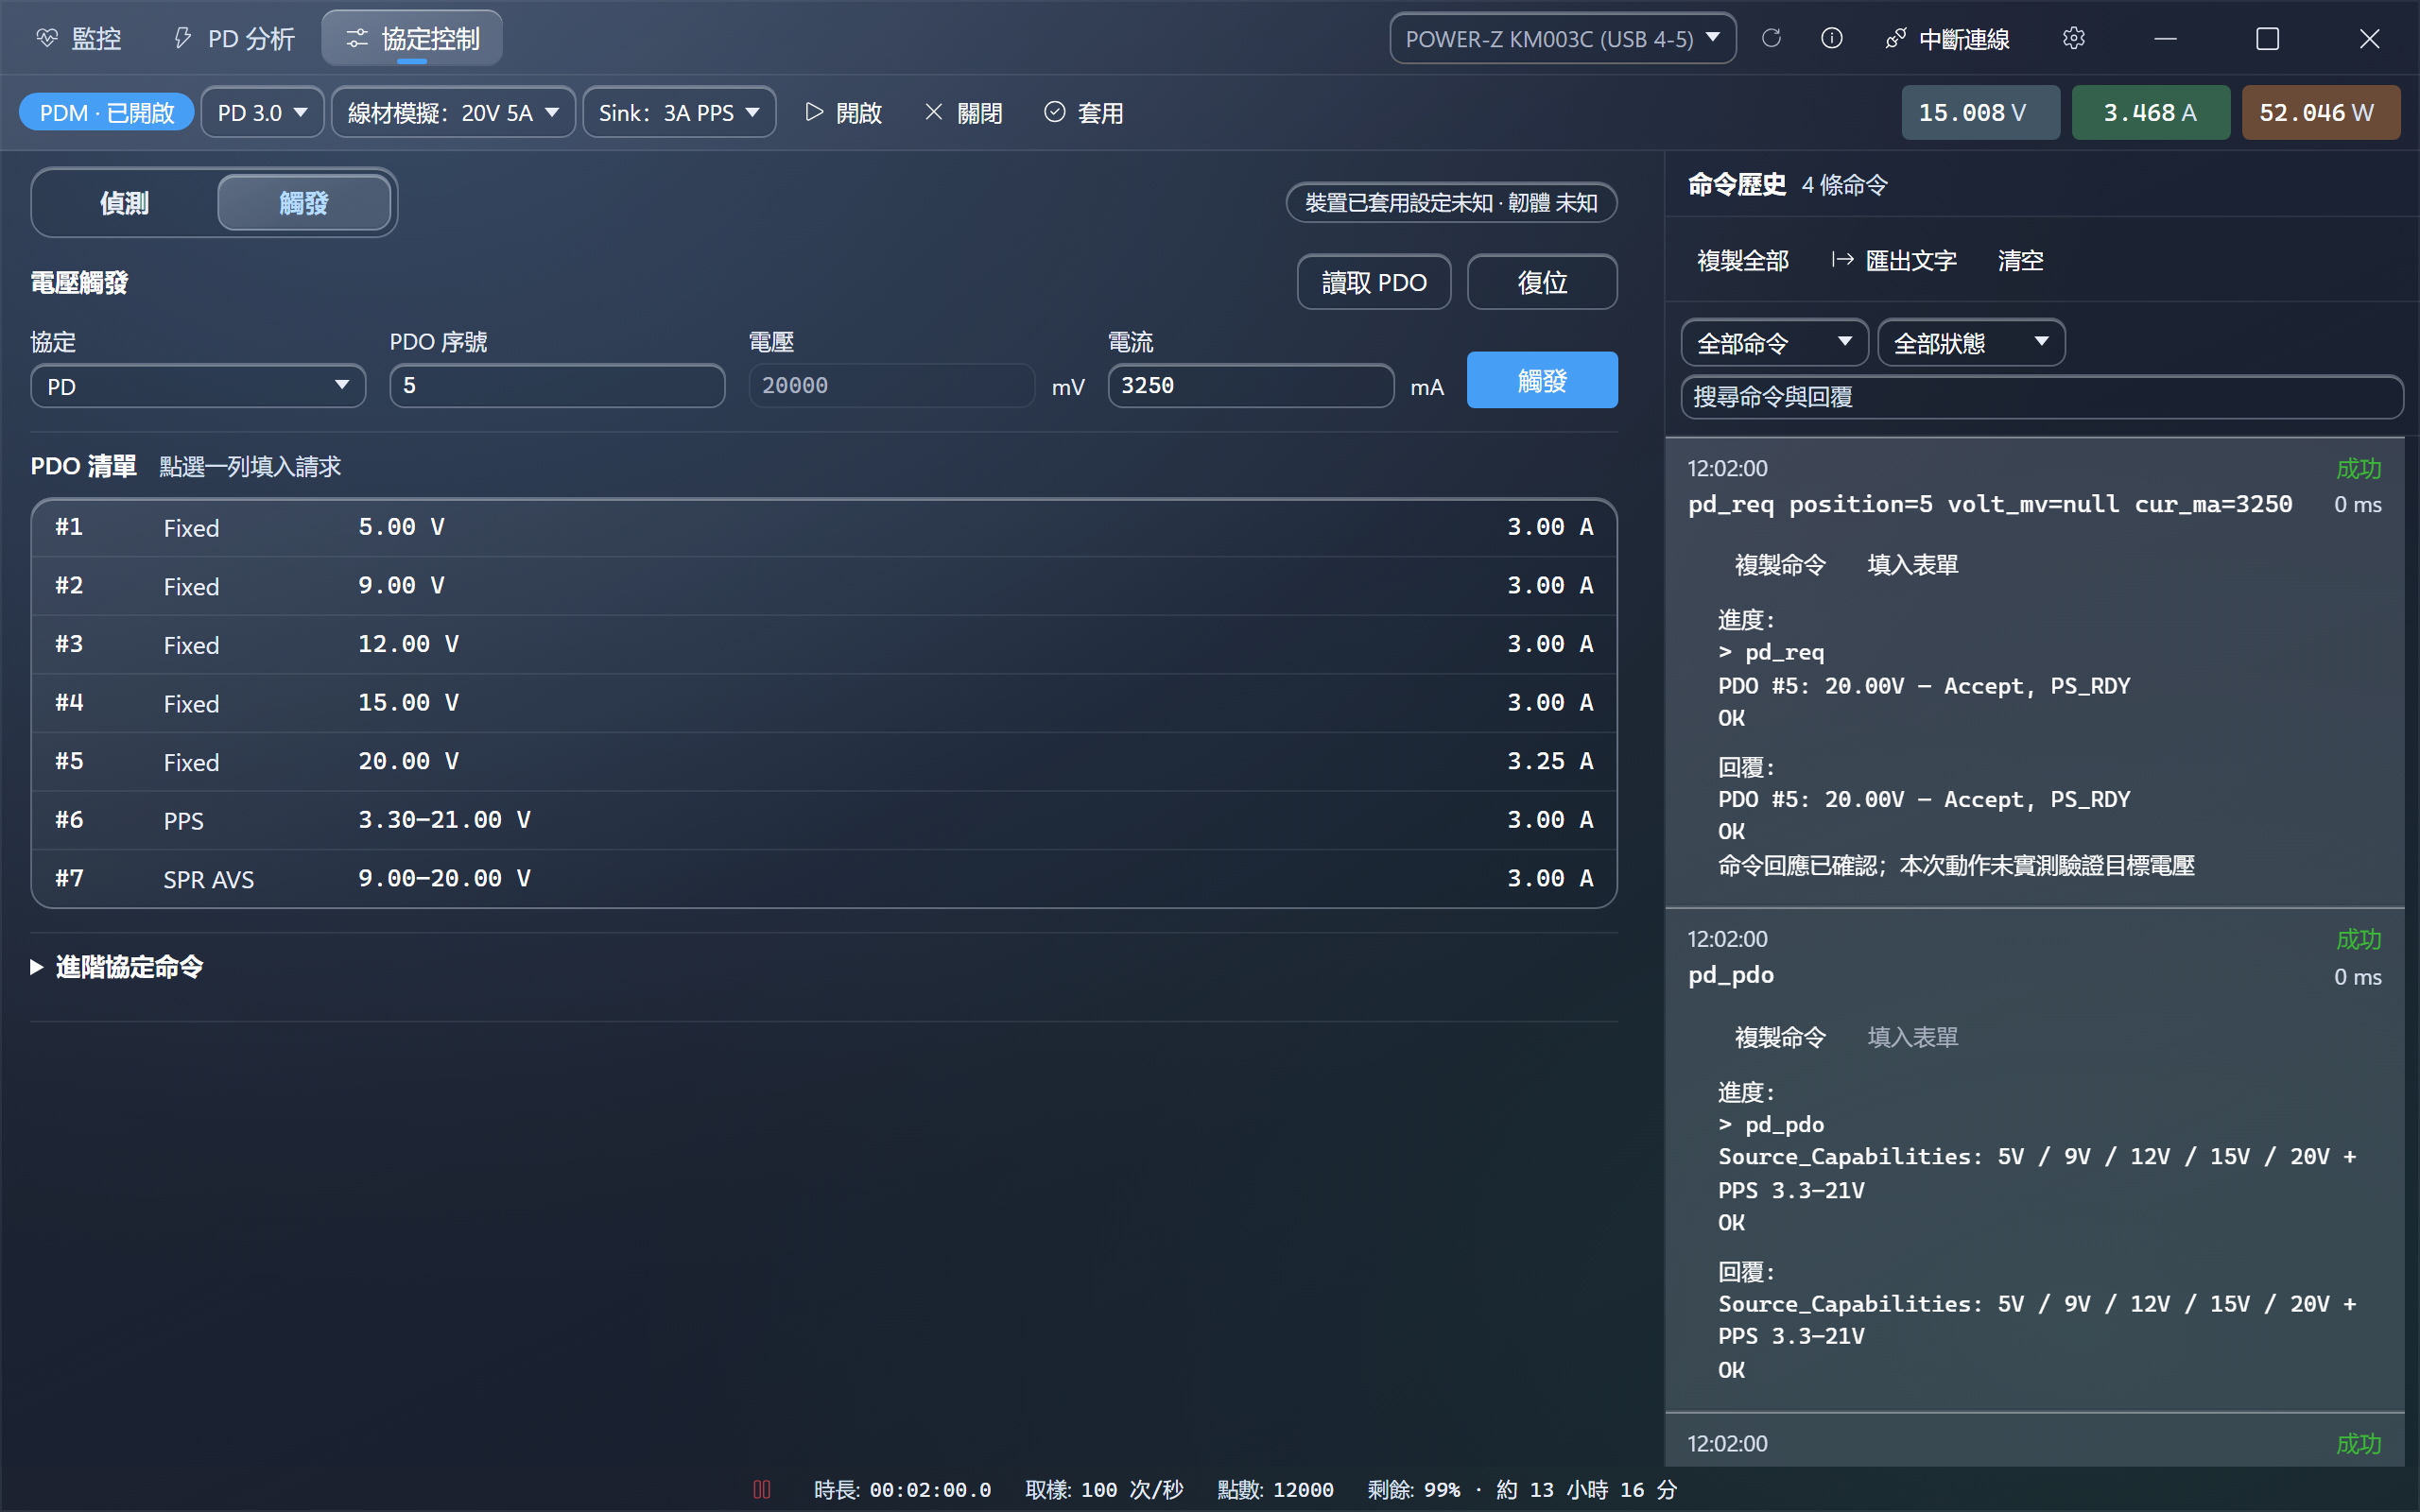 監控
PD 分析
協定控制
POWER-Z KM003C (USB 4-5)
中斷連線
PDM · 已開啟
PD 3.0
線材模擬：20V 5A
Sink：3A PPS
開啟
關閉
套用
15.008 V
3.468 A
52.046 W
偵測
觸發
裝置已套用設定未知 · 韌體 未知
電壓觸發
讀取 PDO
復位
協定
PDO 序號
電壓
電流
PD
5
20000 mV
3250 mA
觸發
PDO 清單 點選一列填入請求
#1 Fixed 5.00 V 3.00 A
#2 Fixed 9.00 V 3.00 A
#3 Fixed 12.00 V 3.00 A
#4 Fixed 15.00 V 3.00 A
#5 Fixed 20.00 V 3.25 A
#6 PPS 3.30–21.00 V 3.00 A
#7 SPR AVS 9.00–20.00 V 3.00 A
進階協定命令
命令歷史 4 條命令
複製全部
匯出文字
清空
全部命令
全部狀態
搜尋命令與回覆
12:02:00 成功
pd_req position=5 volt_mv=null cur_ma=3250 0 ms
複製命令 填入表單
進度：
> pd_req
PDO #5: 20.00V — Accept, PS_RDY
OK
回覆：
PDO #5: 20.00V — Accept, PS_RDY
OK
命令回應已確認；本次動作未實測驗證目標電壓
12:02:00 成功
pd_pdo 0 ms
複製命令 填入表單
進度：
> pd_pdo
Source_Capabilities: 5V / 9V / 12V / 15V / 20V +
PPS 3.3–21V
OK
回覆：
Source_Capabilities: 5V / 9V / 12V / 15V / 20V +
PPS 3.3–21V
OK
12:02:00 成功
時長: 00:02:00.0 取樣: 100 次/秒 點數: 12000 剩餘: 99% · 約 13 小時 16 分